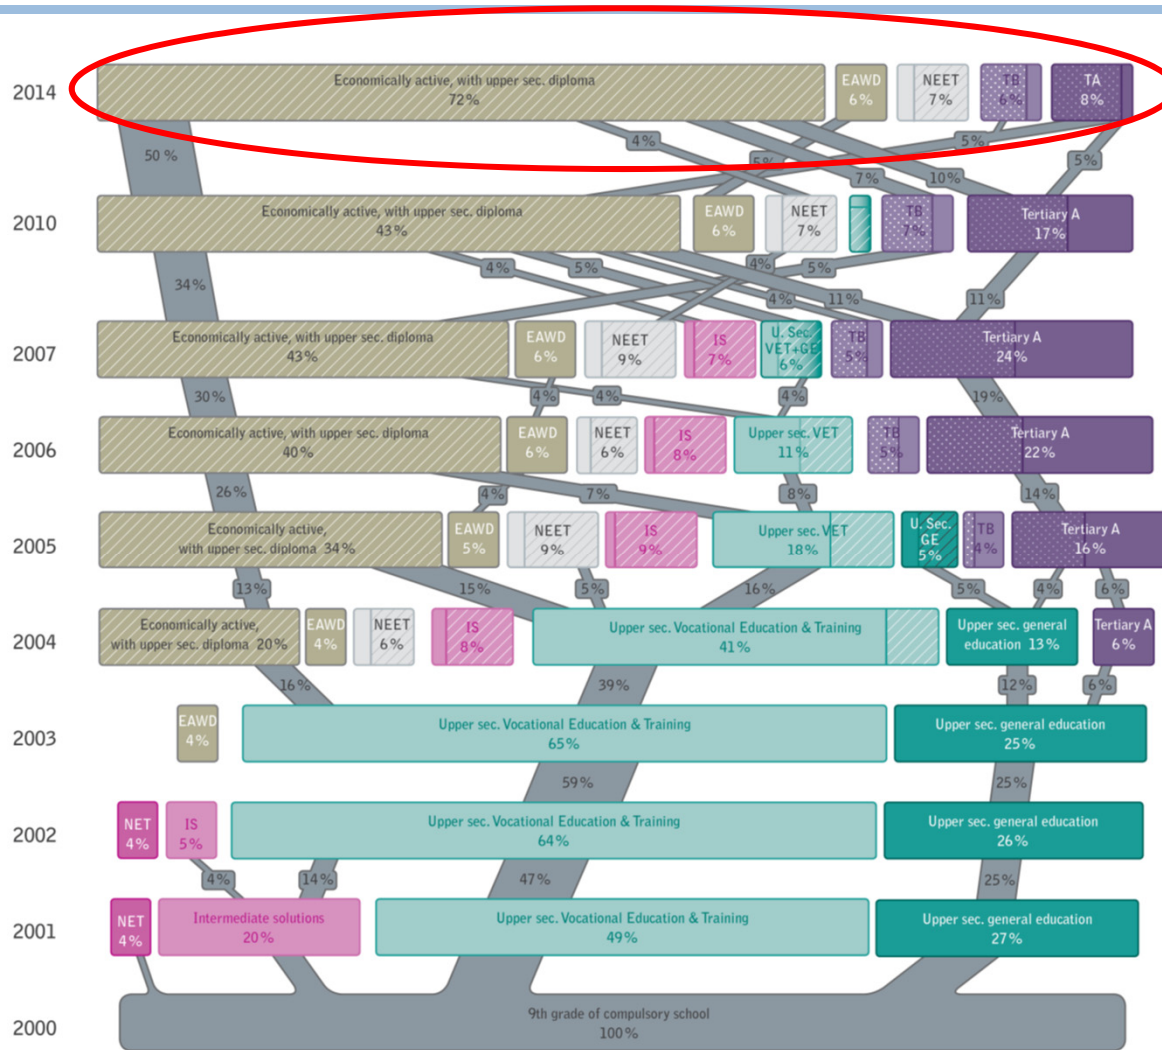 2014
Economically active, with upper sec. diploma
72%
EAWD
6%
NEET
7%
TB
6%
TA
8%
50%
4%
5%
7%
10%
5%
5%
2010
Economically active, with upper sec. diploma
43%
EAWD
6%
NEET
7%
TB
7%
Tertiary A
17%
34%
4%
5%
4%
5%
4%
11%
11%
2007
Economically active, with upper sec. diploma
43%
EAWD
6%
NEET
9%
IS
7%
U. Sec.
VET+GE
6%
TB
5%
Tertiary A
24%
30%
4%
4%
4%
19%
2006
Economically active, with upper sec. diploma
40%
EAWD
6%
NEET
6%
IS
8%
Upper sec. VET
11%
TB
5%
Tertiary A
22%
26%
4%
7%
8%
14%
2005
Economically active,
with upper sec. diploma 34%
EAWD
5%
NEET
9%
IS
9%
Upper sec. VET
18%
U. Sec.
GE
5%
TB
4%
Tertiary A
16%
13%
15%
5%
16%
5%
4%
6%
2004
Economically active,
with upper sec. diploma 20%
EAWD
4%
NEET
6%
IS
8%
Upper sec. Vocational Education & Training
41%
Upper sec. general
education 13%
Tertiary A
6%
16%
39%
12%
6%
2003
EAWD
4%
Upper sec. Vocational Education & Training
65%
Upper sec. general education
25%
59%
25%
2002
NET
4%
IS
5%
Upper sec. Vocational Education & Training
64%
Upper sec. general education
26%
4%
14%
47%
25%
2001
NET
4%
Intermediate solutions
20%
Upper sec. Vocational Education & Training
49%
Upper sec. general education
27%
2000
9th grade of compulsory school
100%